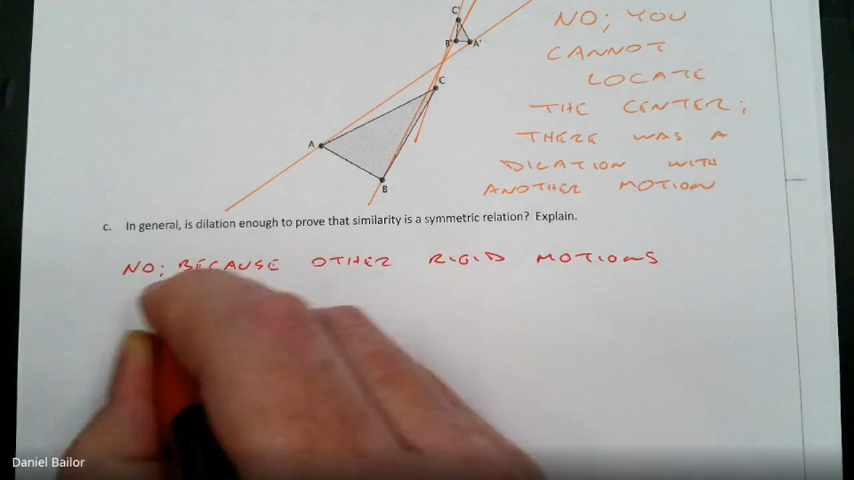 C'
B'
A'
C
A
B
NO; YOU
CANNOT
LOCATE
THE CENTER;
THERE WAS A
DILATION WITH
ANOTHER MOTION
c. In general, is dilation enough to prove that similarity is a symmetric relation? Explain.
NO; BECAUSE OTHER RIGID MOTIONS
Daniel Bailor